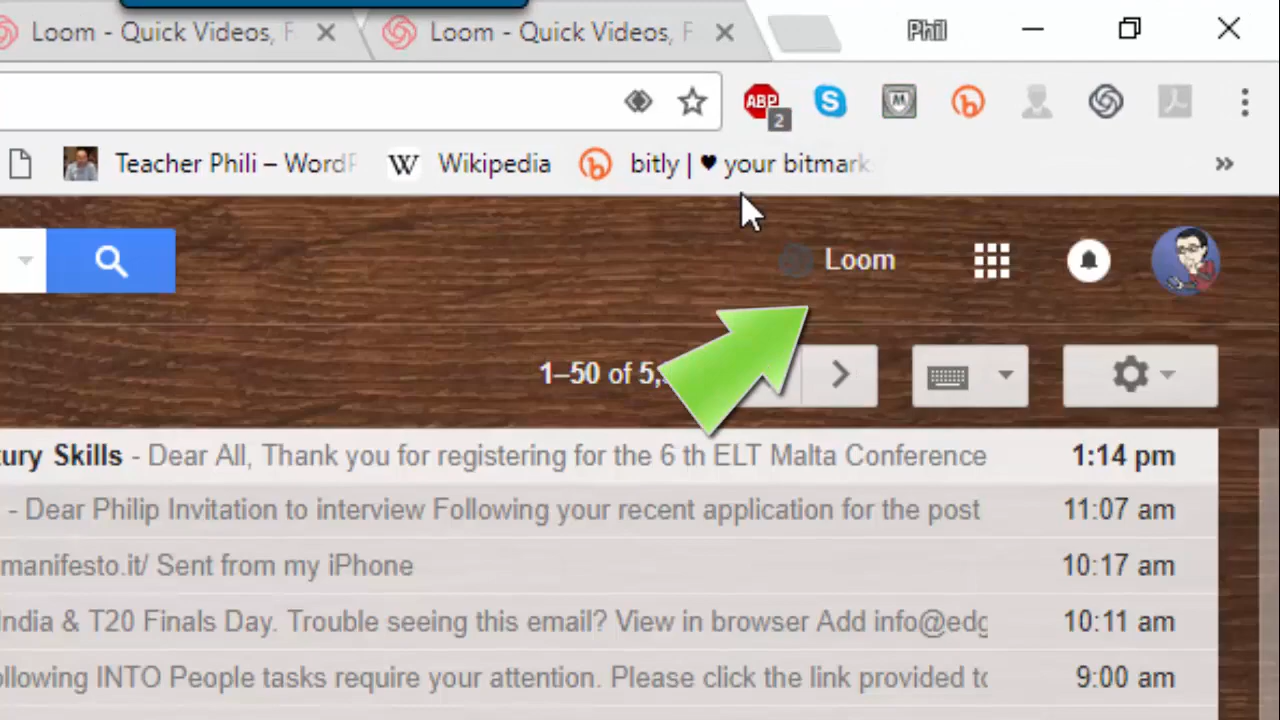 Loom - Quick Videos, F
Loom - Quick Videos, F
Phil
ABP
2
Teacher Phili – WordP
W
Wikipedia
bitly | ♥ your bitmark
»
Loom
1–50 of 5,
tury Skills - Dear All, Thank you for registering for the 6 th ELT Malta Conference 1:14 pm
- Dear Philip Invitation to interview Following your recent application for the post 11:07 am
manifesto.it/ Sent from my iPhone 10:17 am
India & T20 Finals Day. Trouble seeing this email? View in browser Add info@edg 10:11 am
ollowing INTO People tasks require your attention. Please click the link provided to 9:00 am